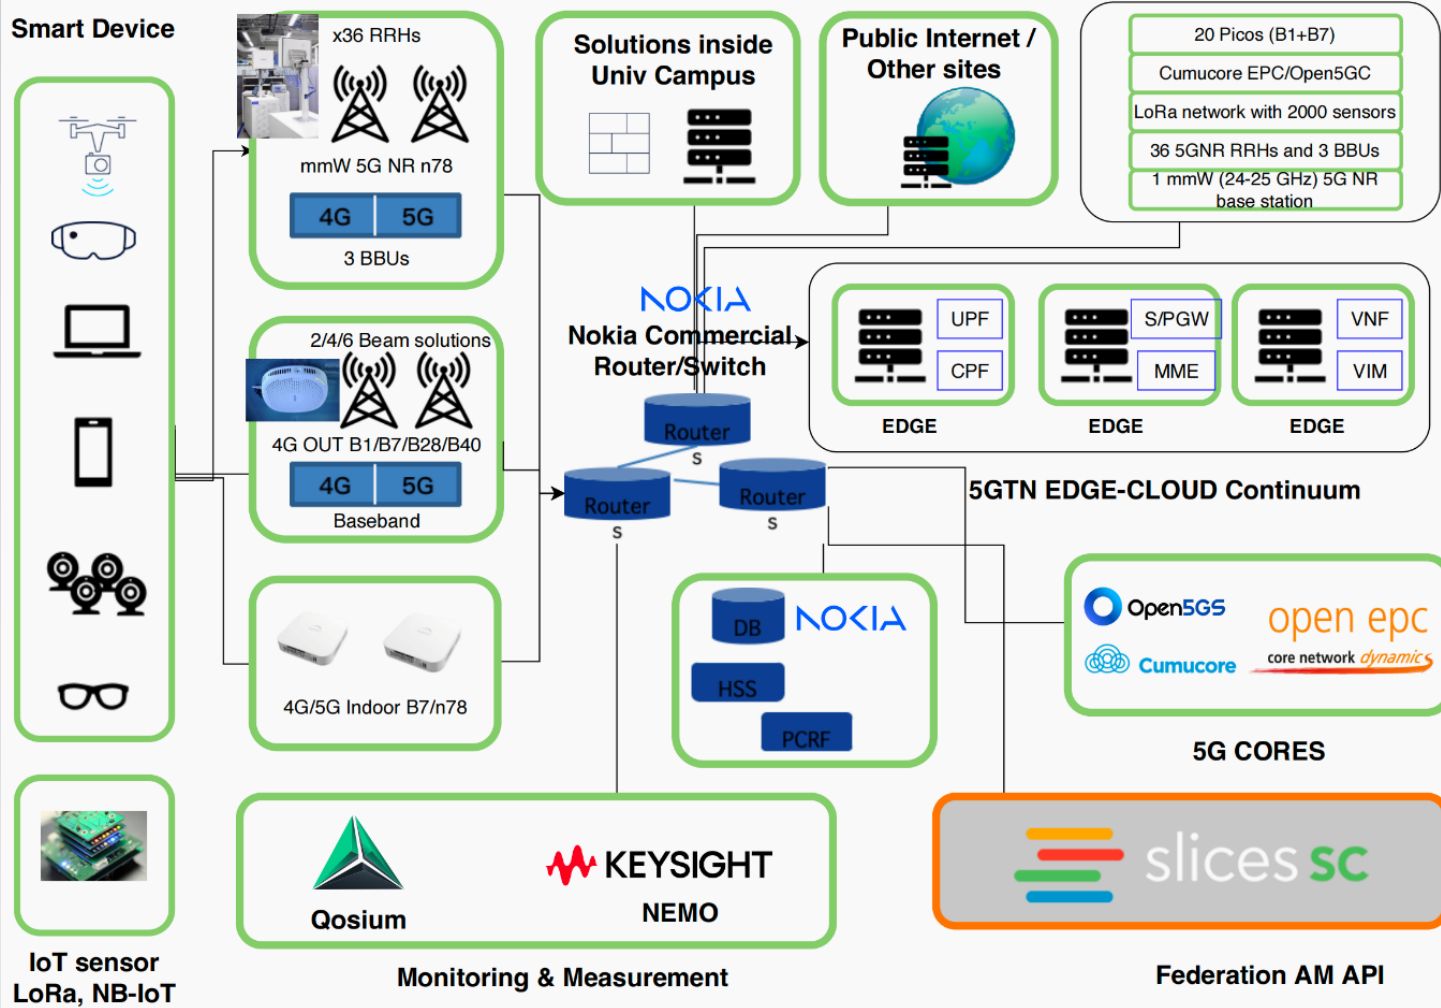 Smart Device
x36 RRHs
mmW 5G NR n78
4G
5G
3 BBUs
2/4/6 Beam solutions
4G OUT B1/B7/B28/B40
4G
5G
Baseband
4G/5G Indoor B7/n78
IoT sensor
LoRa, NB-IoT
Solutions inside
Univ Campus
Public Internet /
Other sites
20 Picos (B1+B7)
Cumucore EPC/Open5GC
LoRa network with 2000 sensors
36 5GNR RRHs and 3 BBUs
1 mmW (24-25 GHz) 5G NR
base station
NOKIA
Nokia Commercial
Router/Switch
Router
s
Router
s
Router
s
UPF
CPF
EDGE
S/PGW
MME
EDGE
VNF
VIM
EDGE
5GTN EDGE-CLOUD Continuum
DB
NOKIA
HSS
PCRF
Open5GS
open epc
Cumucore
core network dynamics
5G CORES
Qosium
KEYSIGHT
NEMO
Monitoring & Measurement
slices sc
Federation AM API